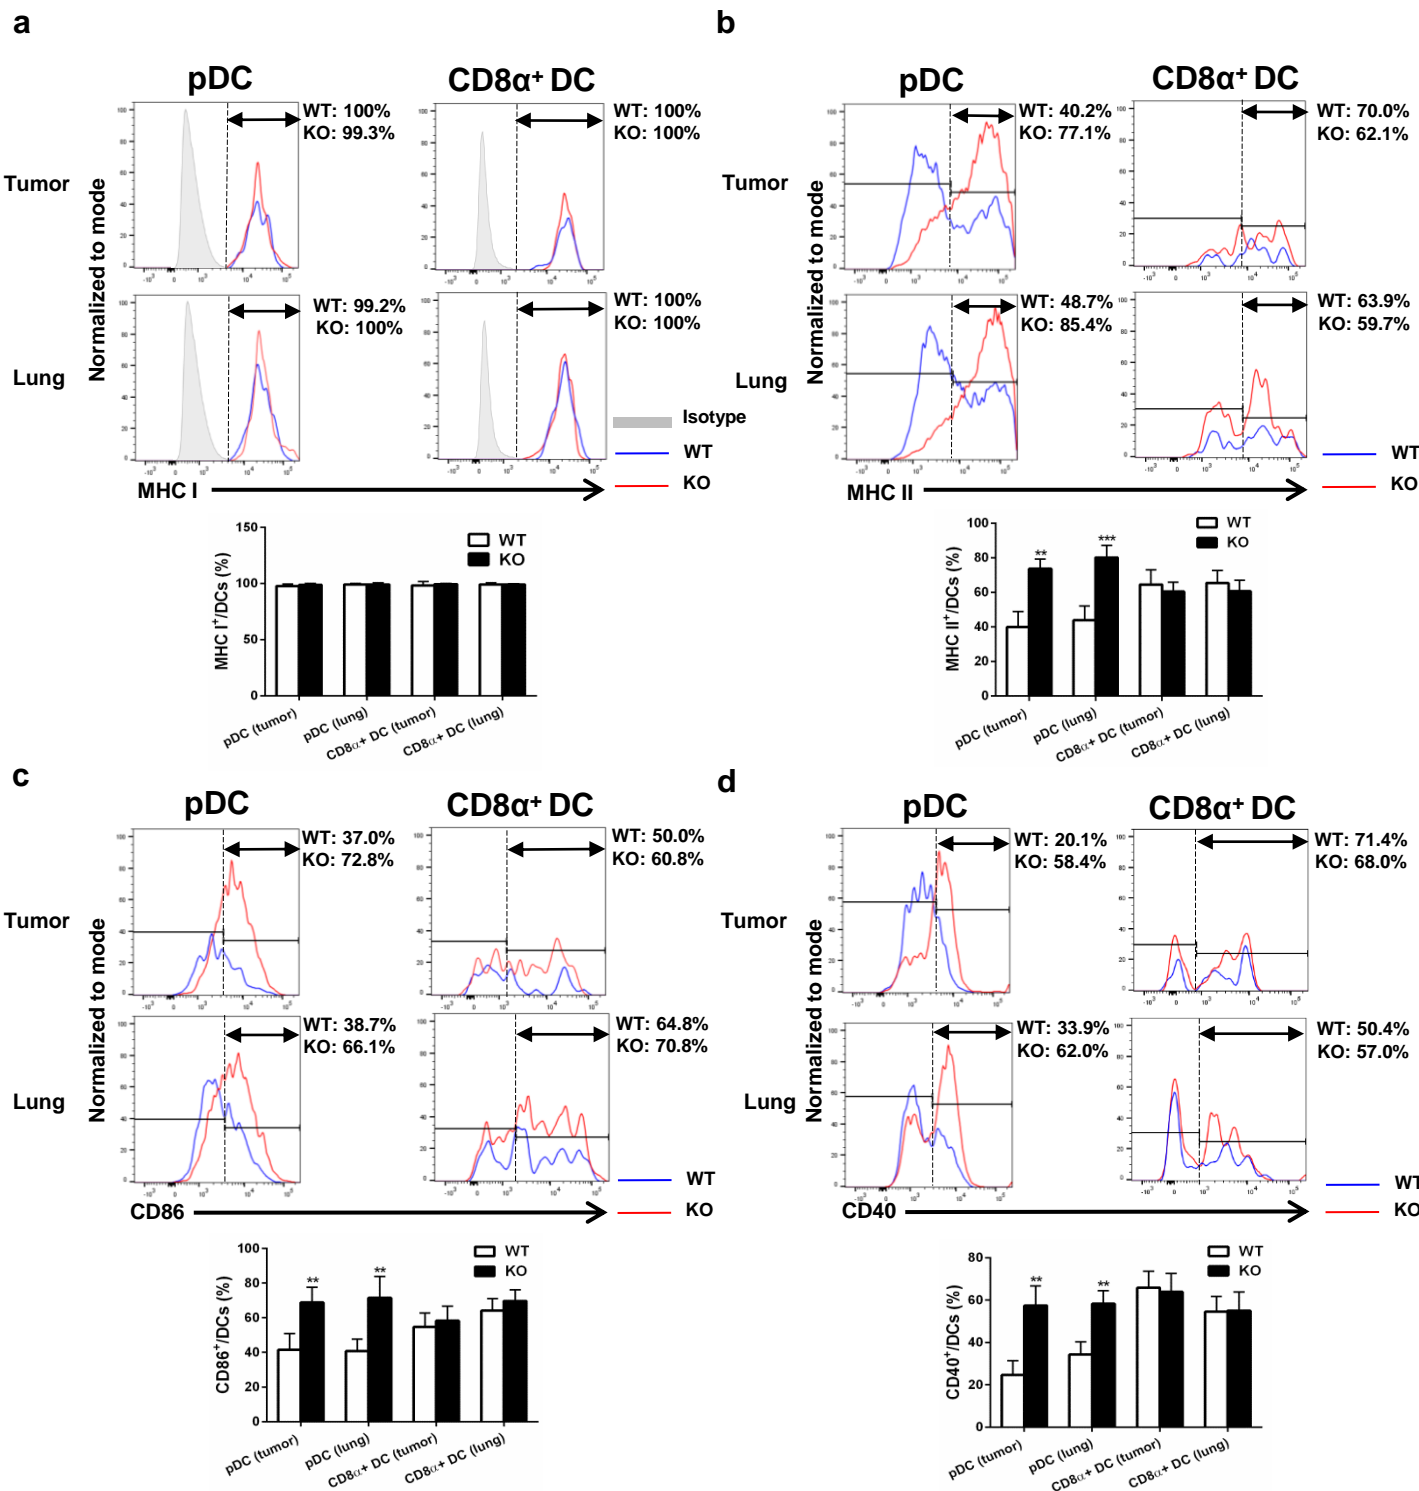 a
pDC
CD8α⁺ DC
WT: 100%
KO: 99.3%
WT: 100%
KO: 100%
Tumor
Normalized to mode
WT: 99.2%
KO: 100%
WT: 100%
KO: 100%
Lung
Isotype
WT
KO
MHC I
MHC I⁺/DCs (%)
150
100
50
0
WT
KO
pDC (tumor)
pDC (lung)
CD8α+ DC (tumor)
CD8α+ DC (lung)
b
pDC
CD8α⁺ DC
WT: 40.2%
KO: 77.1%
WT: 70.0%
KO: 62.1%
Tumor
Normalized to mode
WT: 48.7%
KO: 85.4%
WT: 63.9%
KO: 59.7%
Lung
WT
KO
MHC II
MHC II⁺/DCs (%)
100
80
60
40
20
0
WT
KO
**
***
pDC (tumor)
pDC (lung)
CD8α+ DC (tumor)
CD8α+ DC (lung)
c
pDC
CD8α⁺ DC
WT: 37.0%
KO: 72.8%
WT: 50.0%
KO: 60.8%
Tumor
Normalized to mode
WT: 38.7%
KO: 66.1%
WT: 64.8%
KO: 70.8%
Lung
WT
KO
CD86
CD86⁺/DCs (%)
100
80
60
40
20
0
WT
KO
**
**
pDC (tumor)
pDC (lung)
CD8α+ DC (tumor)
CD8α+ DC (lung)
d
pDC
CD8α⁺ DC
WT: 20.1%
KO: 58.4%
WT: 71.4%
KO: 68.0%
Tumor
Normalized to mode
WT: 33.9%
KO: 62.0%
WT: 50.4%
KO: 57.0%
Lung
WT
KO
CD40
CD40⁺/DCs (%)
80
60
40
20
0
WT
KO
**
**
pDC (tumor)
pDC (lung)
CD8α+ DC (tumor)
CD8α+ DC (lung)